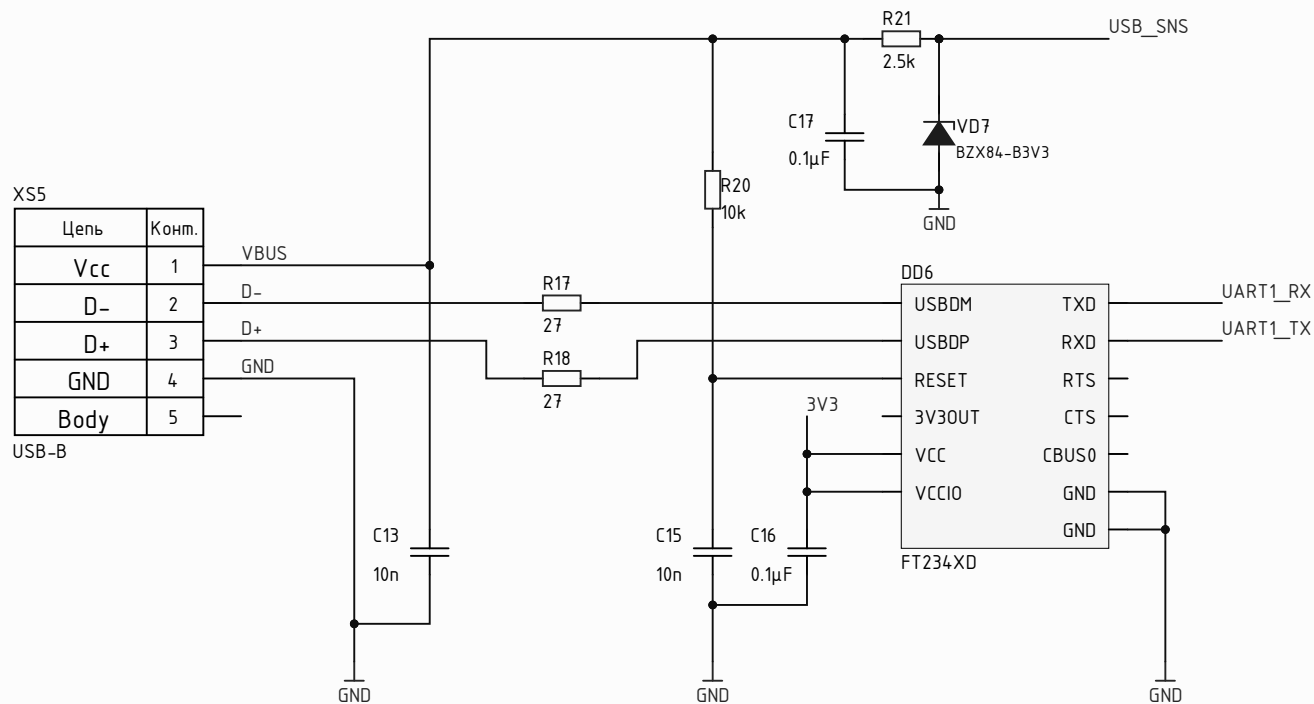 R21
USB_SNS
2.5k
C17
0.1µF
VD7
BZX84-B3V3
R20
10k
GND
XS5
Цепь Конт.
Vcc 1 VBUS
D- 2 D-
D+ 3 D+
GND 4 GND
Body 5
USB-B
R17
27
R18
27
DD6
USBDM TXD UART1_RX
USBDP RXD UART1_TX
RESET RTS
3V3
3V3OUT CTS
VCC CBUS0
VCCIO GND
GND
FT234XD
C13
10n
C15
10n
C16
0.1µF
GND
GND
GND